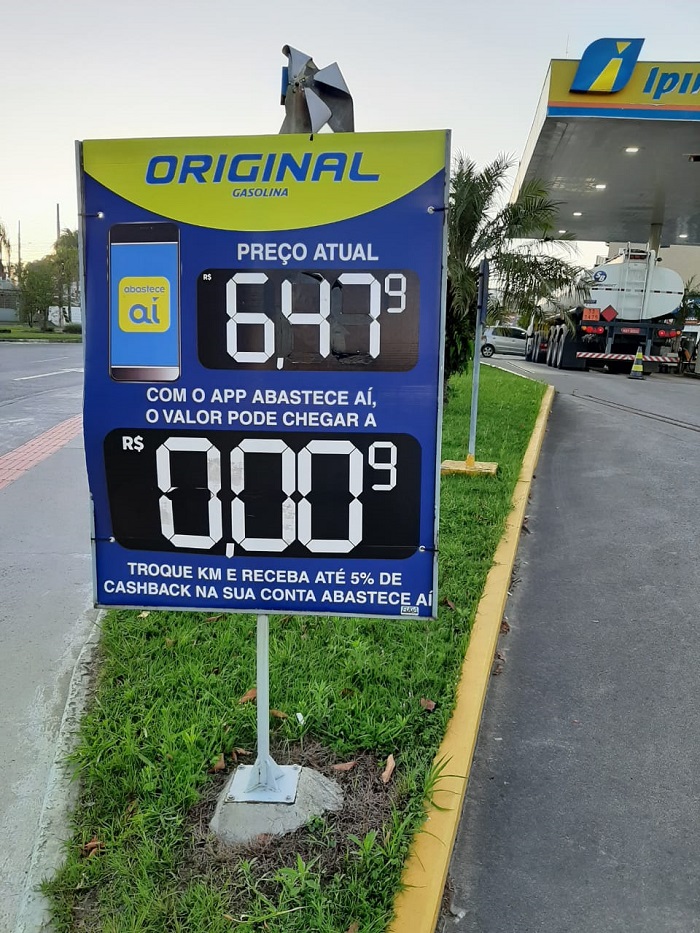 ORIGINAL
GASOLINA
abastece
aí
PREÇO ATUAL
R$ 6,479
COM O APP ABASTECE AÍ,
O VALOR PODE CHEGAR A
R$ 0,009
TROQUE KM E RECEBA ATÉ 5% DE
CASHBACK NA SUA CONTA ABASTECE AÍ